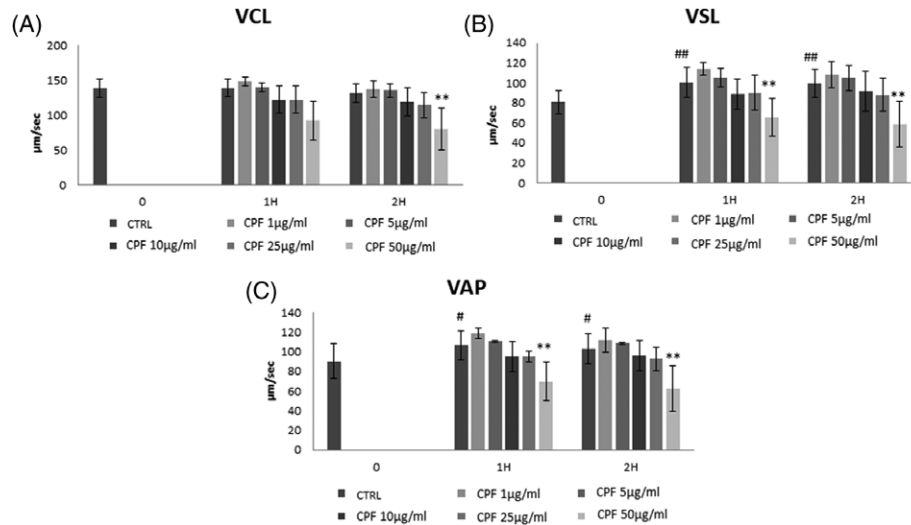 (A)
VCL
µm/sec
200
150
100
50
0
**
0 1H 2H
CTRL CPF 1µg/ml CPF 5µg/ml
CPF 10µg/ml CPF 25µg/ml CPF 50µg/ml
(B)
VSL
µm/sec
140
120
100
80
60
40
20
0
##
**
##
**
0 1H 2H
CTRL CPF 1µg/ml CPF 5µg/ml
CPF 10µg/ml CPF 25µg/ml CPF 50µg/ml
(C)
VAP
µm/sec
140
120
100
80
60
40
20
0
#
**
#
**
0 1H 2H
CTRL CPF 1µg/ml CPF 5µg/ml
CPF 10µg/ml CPF 25µg/ml CPF 50µg/ml